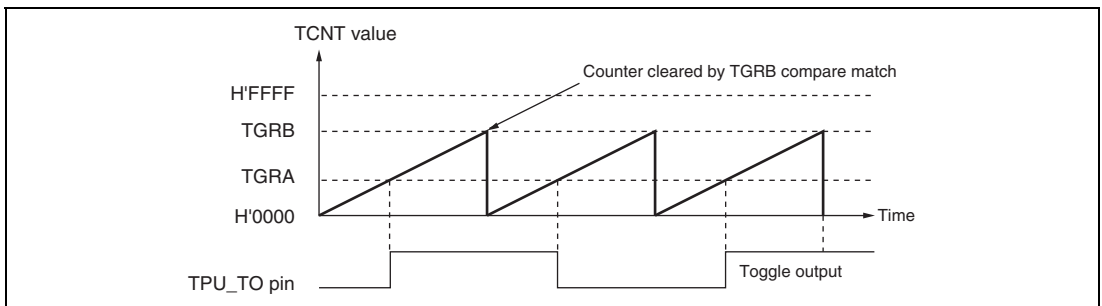 TCNT value
Counter cleared by TGRB compare match
H'FFFF
TGRB
TGRA
H'0000
Time
TPU_TO pin
Toggle output